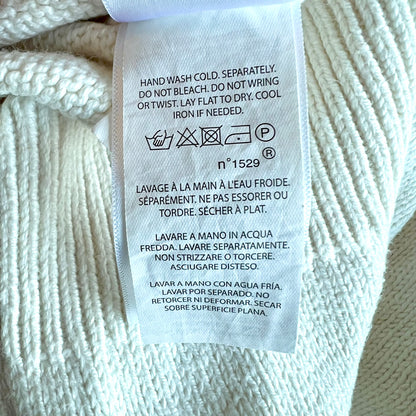 HAND WASH COLD. SEPARATELY.
DO NOT BLEACH. DO NOT WRING
OR TWIST. LAY FLAT TO DRY. COOL
IRON IF NEEDED.
P
n°1529 ®
LAVAGE À LA MAIN À L'EAU FROIDE.
SÉPARÉMENT. NE PAS ESSORER OU
TORDRE. SÉCHER À PLAT.
LAVARE A MANO IN ACQUA
FREDDA. LAVARE SEPARATAMENTE.
NON STRIZZARE O TORCERE.
ASCIUGARE DISTESO.
LAVAR A MANO CON AGUA FRÍA.
LAVAR POR SEPARADO. NO
RETORCER NI DEFORMAR. SECAR
SOBRE SUPERFICIE PLANA.